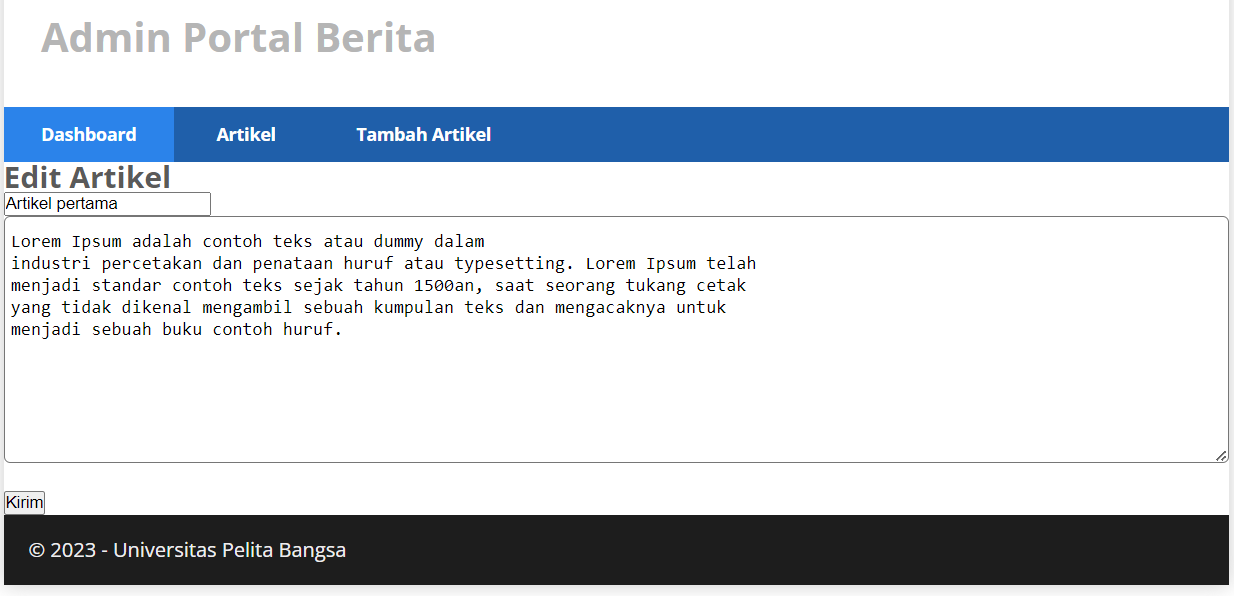 Admin Portal Berita
Dashboard Artikel Tambah Artikel
Edit Artikel
Artikel pertama
Lorem Ipsum adalah contoh teks atau dummy dalam
industri percetakan dan penataan huruf atau typesetting. Lorem Ipsum telah
menjadi standar contoh teks sejak tahun 1500an, saat seorang tukang cetak
yang tidak dikenal mengambil sebuah kumpulan teks dan mengacaknya untuk
menjadi sebuah buku contoh huruf.
Kirim
© 2023 - Universitas Pelita Bangsa